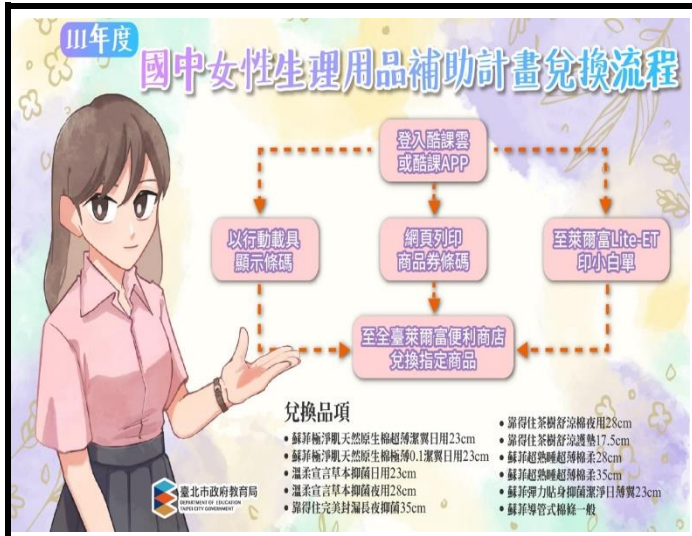 111年度
國中女性生理用品補助計畫兌換流程
登入酷課雲
或酷課APP
以行動載具
顯示條碼
網頁列印
商品券條碼
至萊爾富Lite-ET
印小白單
至全臺萊爾富便利商店
兌換指定商品
兌換品項
• 蘇菲極淨肌天然原生棉超薄潔翼日用23cm
• 蘇菲極淨肌天然原生棉極薄0.1潔翼日用23cm
• 溫柔宣言草本抑菌日用23cm
• 溫柔宣言草本抑菌夜用28cm
• 靠得住完美封漏長夜抑菌35cm
• 靠得住茶樹舒涼棉夜用28cm
• 靠得住茶樹舒涼護墊17.5cm
• 蘇菲超熟睡超薄棉柔28cm
• 蘇菲超熟睡超薄棉柔35cm
• 蘇菲彈力貼身抑菌潔淨日薄翼23cm
• 蘇菲導管式棉條一般
臺北市政府教育局
DEPARTMENT OF EDUCATION
TAIPEI CITY GOVERNMENT